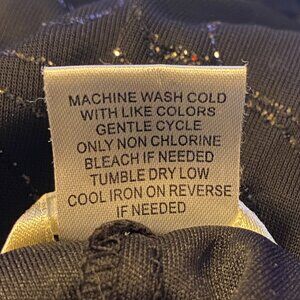 MACHINE WASH COLD
WITH LIKE COLORS
GENTLE CYCLE
ONLY NON CHLORINE
BLEACH IF NEEDED
TUMBLE DRY LOW
COOL IRON ON REVERSE
IF NEEDED